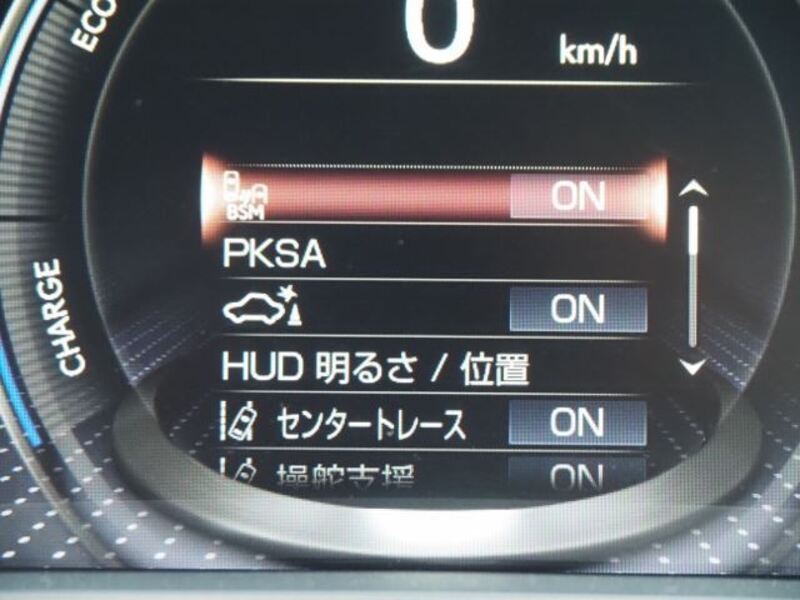 ECO
0
km/h
BSM ON
PKSA
ON
HUD 明るさ / 位置
センタートレース ON
操舵支援 ON
CHARGE